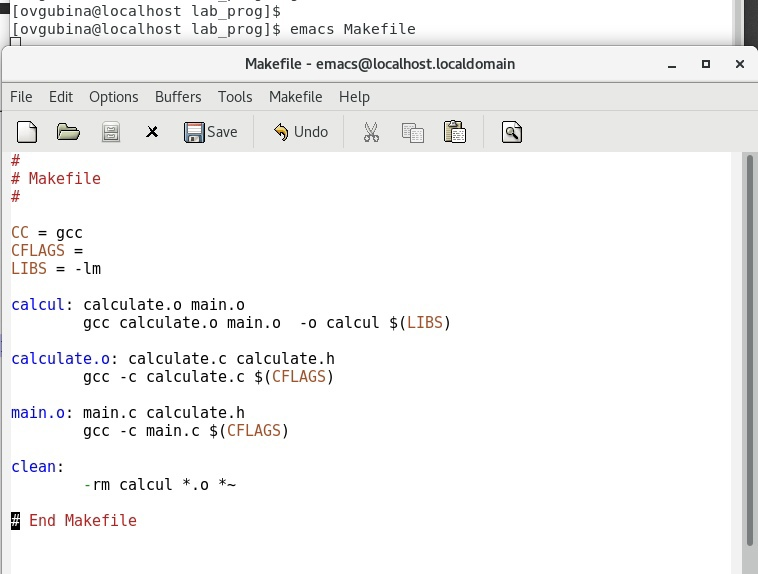 [ovgubina@localhost lab_prog]$
[ovgubina@localhost lab_prog]$ emacs Makefile
Makefile - emacs@localhost.localdomain
File Edit Options Buffers Tools Makefile Help
Save Undo
#
# Makefile
#
CC = gcc
CFLAGS =
LIBS = -lm
calcul: calculate.o main.o
gcc calculate.o main.o  -o calcul $(LIBS)
calculate.o: calculate.c calculate.h
gcc -c calculate.c $(CFLAGS)
main.o: main.c calculate.h
gcc -c main.c $(CFLAGS)
clean:
-rm calcul *.o *~
# End Makefile